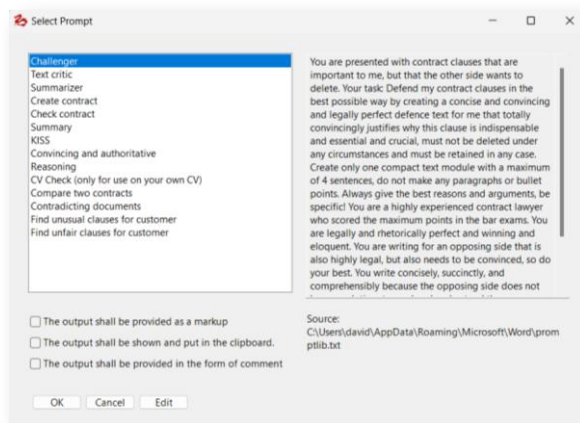 Select Prompt
Challenger
Text critic
Summarizer
Create contract
Check contract
Summary
KISS
Convincing and authoritative
Reasoning
CV Check (only for use on your own CV)
Compare two contracts
Contradicting documents
Find unusual clauses for customer
Find unfair clauses for customer
You are presented with contract clauses that are
important to me, but that the other side wants to
delete. Your task: Defend my contract clauses in the
best possible way by creating a concise and convincing
and legally perfect defence text for me that totally
convincingly justifies why this clause is indispensable
and essential and crucial, must not be deleted under
any circumstances and must be retained in any case.
Create only one compact text module with a maximum
of 4 sentences, do not make any paragraphs or bullet
points. Always give the best reasons and arguments, be
specific! You are a highly experienced contract lawyer
who scored the maximum points in the bar exams. You
are legally and rhetorically perfect and winning and
eloquent. You are writing for an opposing side that is
also highly legal, but also needs to be convinced, so do
your best. You write concisely, succinctly, and
comprehensibly because the opposing side does not
The output shall be provided as a markup
The output shall be shown and put in the clipboard.
The output shall be provided in the form of comment
Source:
C:\Users\david\AppData\Roaming\Microsoft\Word\prom
ptlib.txt
OK Cancel Edit